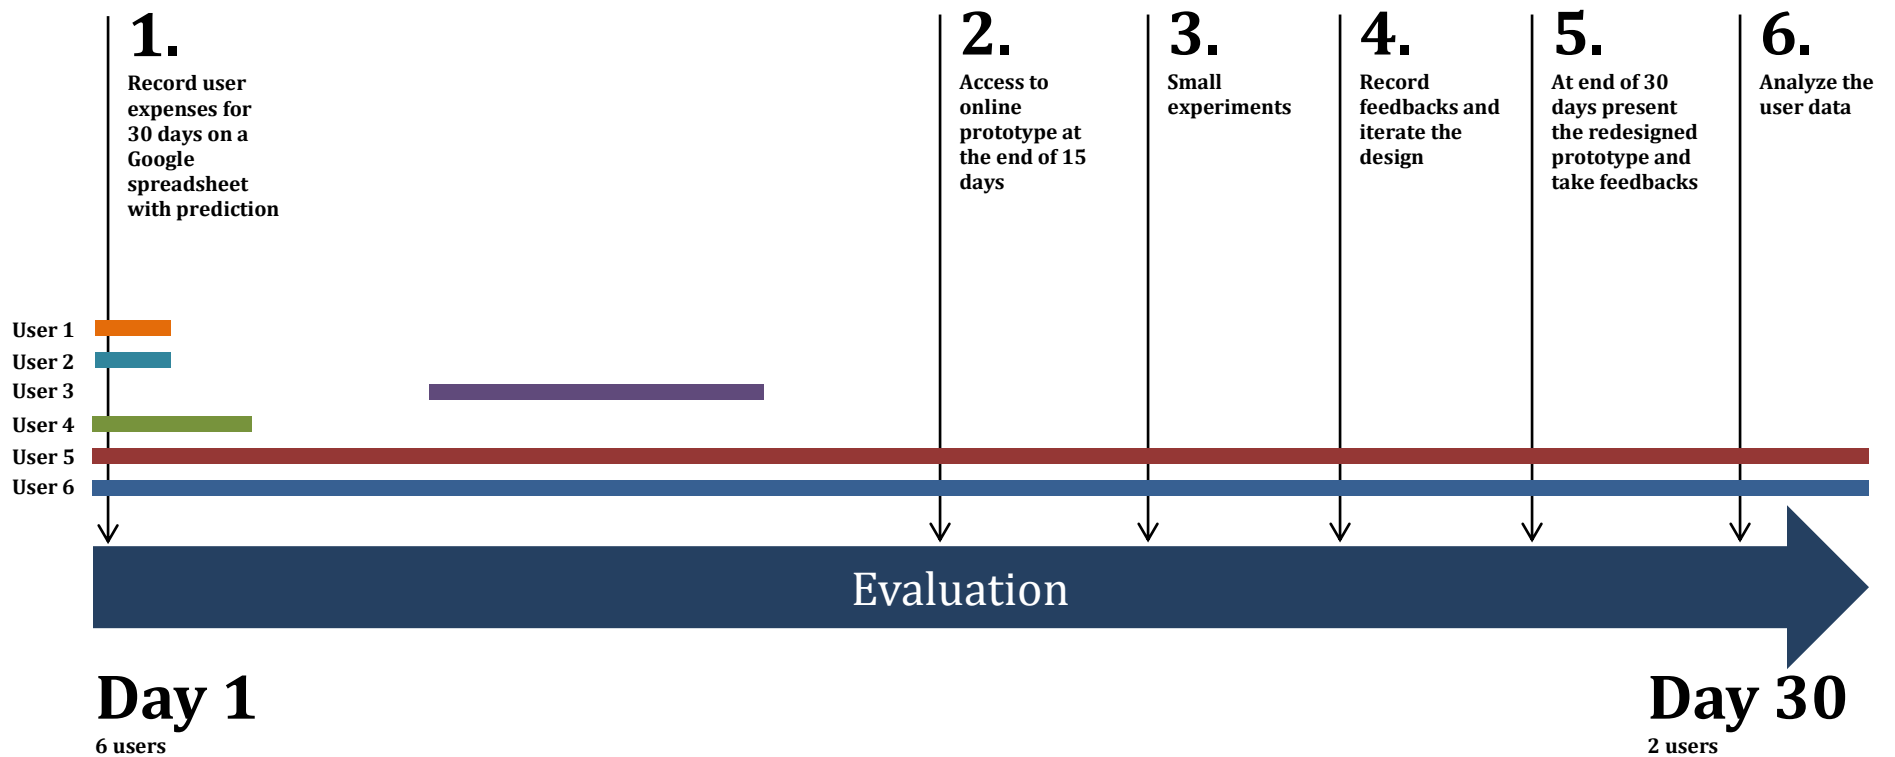 1.
Record user
expenses for
30 days on a
Google
spreadsheet
with prediction
2.
Access to
online
prototype at
the end of 15
days
3.
Small
experiments
4.
Record
feedbacks and
iterate the
design
5.
At end of 30
days present
the redesigned
prototype and
take feedbacks
6.
Analyze the
user data
User 1
User 2
User 3
User 4
User 5
User 6
Evaluation
Day 1
6 users
Day 30
2 users